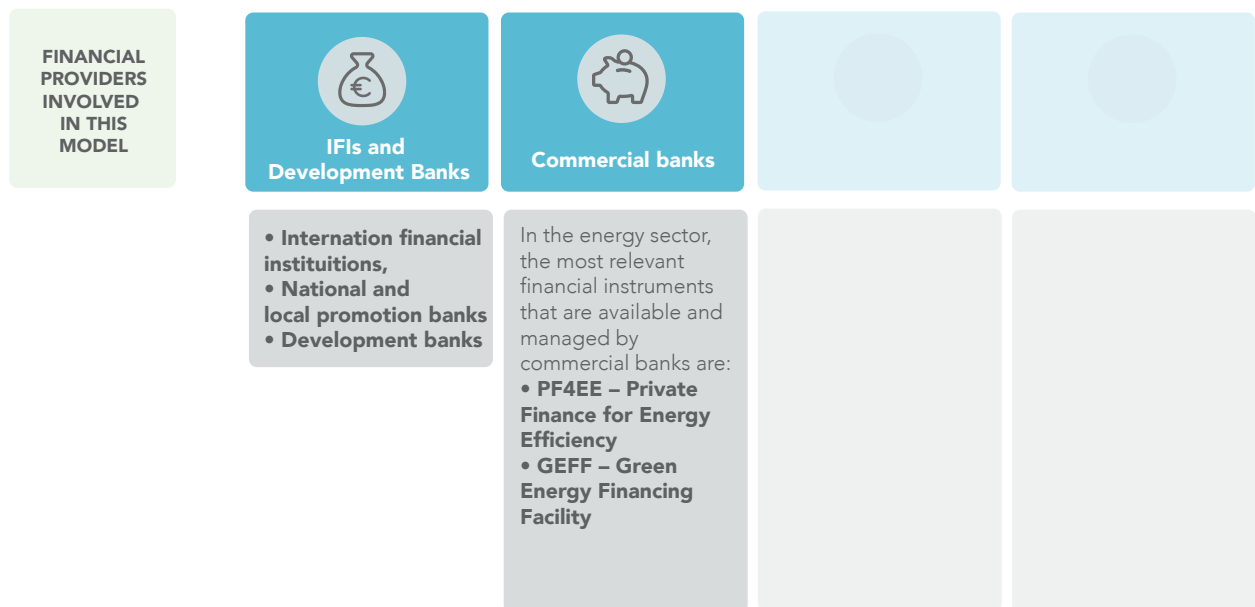 FINANCIAL
PROVIDERS
INVOLVED
IN THIS
MODEL
€
IFIs and
Development Banks
Commercial banks
• Internation financial
instituitions,
• National and
local promotion banks
• Development banks
In the energy sector,
the most relevant
financial instruments
that are available and
managed by
commercial banks are:
• PF4EE – Private
Finance for Energy
Efficiency
• GEFF – Green
Energy Financing
Facility